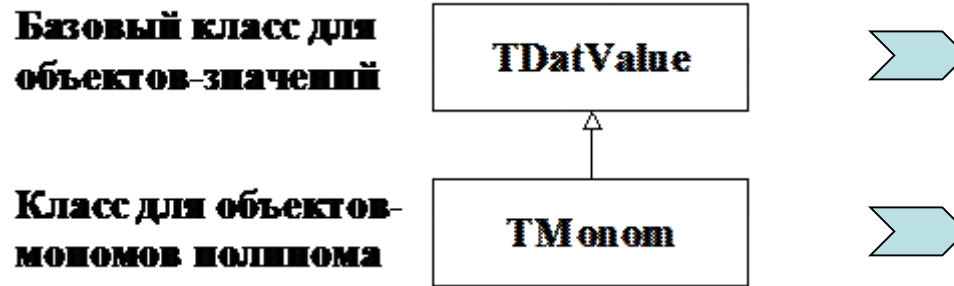 Базовый класс для
объектов-значений
TDatValue
Класс для объектов-
мономов полинома
TMonom